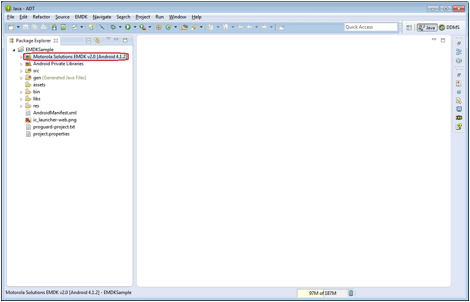 Java - ADT
File Edit Refactor Source EMDK Navigate Search Project Run Window Help
Quick Access
Java DDMS
Package Explorer
EMDKSample
Motorola Solutions EMDK v2.0 [Android 4.1.2]
Android Private Libraries
src
gen [Generated Java Files]
assets
bin
libs
res
AndroidManifest.xml
ic_launcher-web.png
proguard-project.txt
project.properties
Motorola Solutions EMDK v2.0 [Android 4.1.2] - EMDKSample
97M of 187M